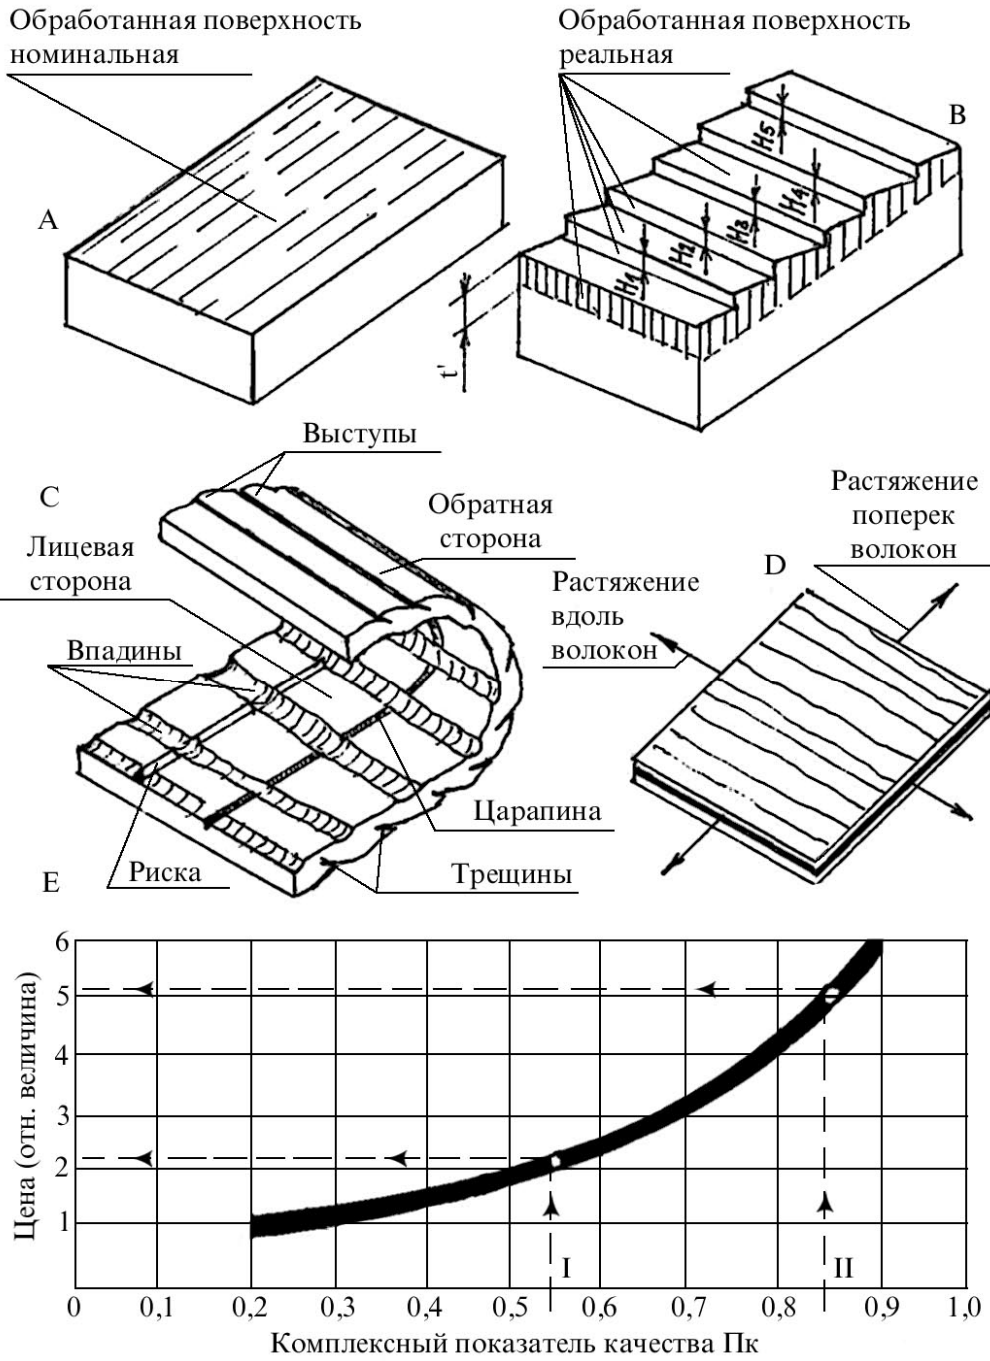 Обработанная поверхность
номинальная
Обработанная поверхность
реальная
A
B
H5
H4
H3
H2
H1
t'
Выступы
C
Обратная
сторона
Лицевая
сторона
Впадины
Царапина
Риска
Трещины
E
Растяжение
поперек
волокон
D
Растяжение
вдоль
волокон
Цена (отн. величина)
6
5
4
3
2
1
I
II
0 0,1 0,2 0,3 0,4 0,5 0,6 0,7 0,8 0,9 1,0
Комплексный показатель качества Пк